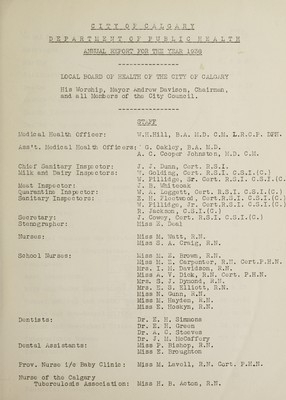 CITY OF CALGARY
DEPARTMENT OF PUBLIC HEALTH
ANNUAL REPORT FOR THE YEAR 1936
LOCAL BOARD OF HEALTH OF THE CITY OF CALGARY
His Worship, Mayor Andrew Davison, Chairman,
and all Members of the City Council.
STAFF
Medical Health Officer: W.H.Hill, B.A. M.D. C.M. L.R.C.P.
Ass't. Medical Health Officers: G. Oakley, B.A. M.D.
A. C. Cooper Johnston, M.D. C.M.
Chief Sanitary Inspector: J. J. Dunn, Cert. R.S.I.
Milk and Dairy Inspectors: W. Golding, Cert. R.S.I. C.S.I.(C.)
W. Pillidge, Sr. Cert. R.S.I. C.S.I.(C.)
Meat Inspector: J. B. Whiteoak
Quarantine Inspector: W. A. Leggett, Cert. R.S.I. C.S.I.(C.)
Sanitary Inspectors: E. H. Fleetwood, Cert.R.S.I. C.S.I.(C.)
W. Pillidge, Jr. Cert.R.S.I. C.S.I.(C.)
R. Jackson, C.S.I.(C.)
Secretary: J. Cowey, Cert. R.S.I. C.S.I.(C.)
Stenographer: Miss E. Doel
Nurses: Miss M. Watt, R.N.
Miss E. A. Craig, R.N.
School Nurses: Miss M. E. Brown, R.N.
Miss H. E. Carpenter, R.N. Cert.P.H.N.
Mrs. I. M. Davidson, R.N.
Miss A. V. Dick, R.N. Cert. P.H.N.
Mrs. S. J. Dymond, R.N.
Mrs. E. S. Elliott, R.N.
Miss N. Gunn, R.N.
Miss M. Hayden, R.N.
Miss E. Hoskyn, R.N.
Dentists: Dr. E. H. Simmons
Dr. E. H. Green
Dr. A. C. Steeves
Dr. J. M. McCaffery
Dental Assistants: Miss P. Bishop, R.N.
Miss E. Broughton
Prov. Nurse i/c Baby Clinic: Miss M. Lavell, R.N. Cert. P.H.N.
Nurse of the Calgary
Tuberculosis Association: Miss H. B. Acton, R.N.